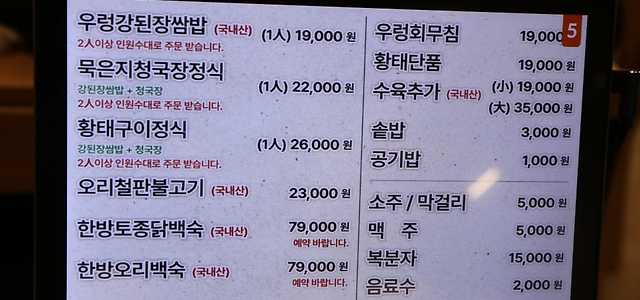 우렁강된장쌈밥 (국내산) (1人) 19,000 원
2人이상 인원수대로 주문 받습니다.
묵은지청국장정식 (1人) 22,000 원
강된장쌈밥 + 청국장
2人이상 인원수대로 주문 받습니다.
황태구이정식 (1人) 26,000 원
강된장쌈밥 + 청국장
2人이상 인원수대로 주문 받습니다.
오리철판불고기 (국내산) 23,000 원
한방토종닭백숙 (국내산) 79,000 원
예약 바랍니다.
한방오리백숙 (국내산) 79,000 원
예약 바랍니다.
5
우렁회무침 19,000
황태단품 19,000 원
수육추가 (국내산) (小) 19,000 원
(大) 35,000 원
솥밥 3,000 원
공기밥 1,000 원
소주 / 막걸리 5,000 원
맥 주 5,000 원
복분자 15,000 원
음료수 2,000 원